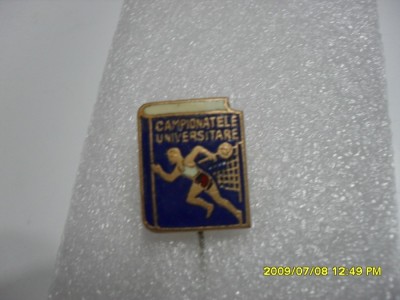 CAMPIONATELE
UNIVERSITARE
2009/07/08 12:49 PM